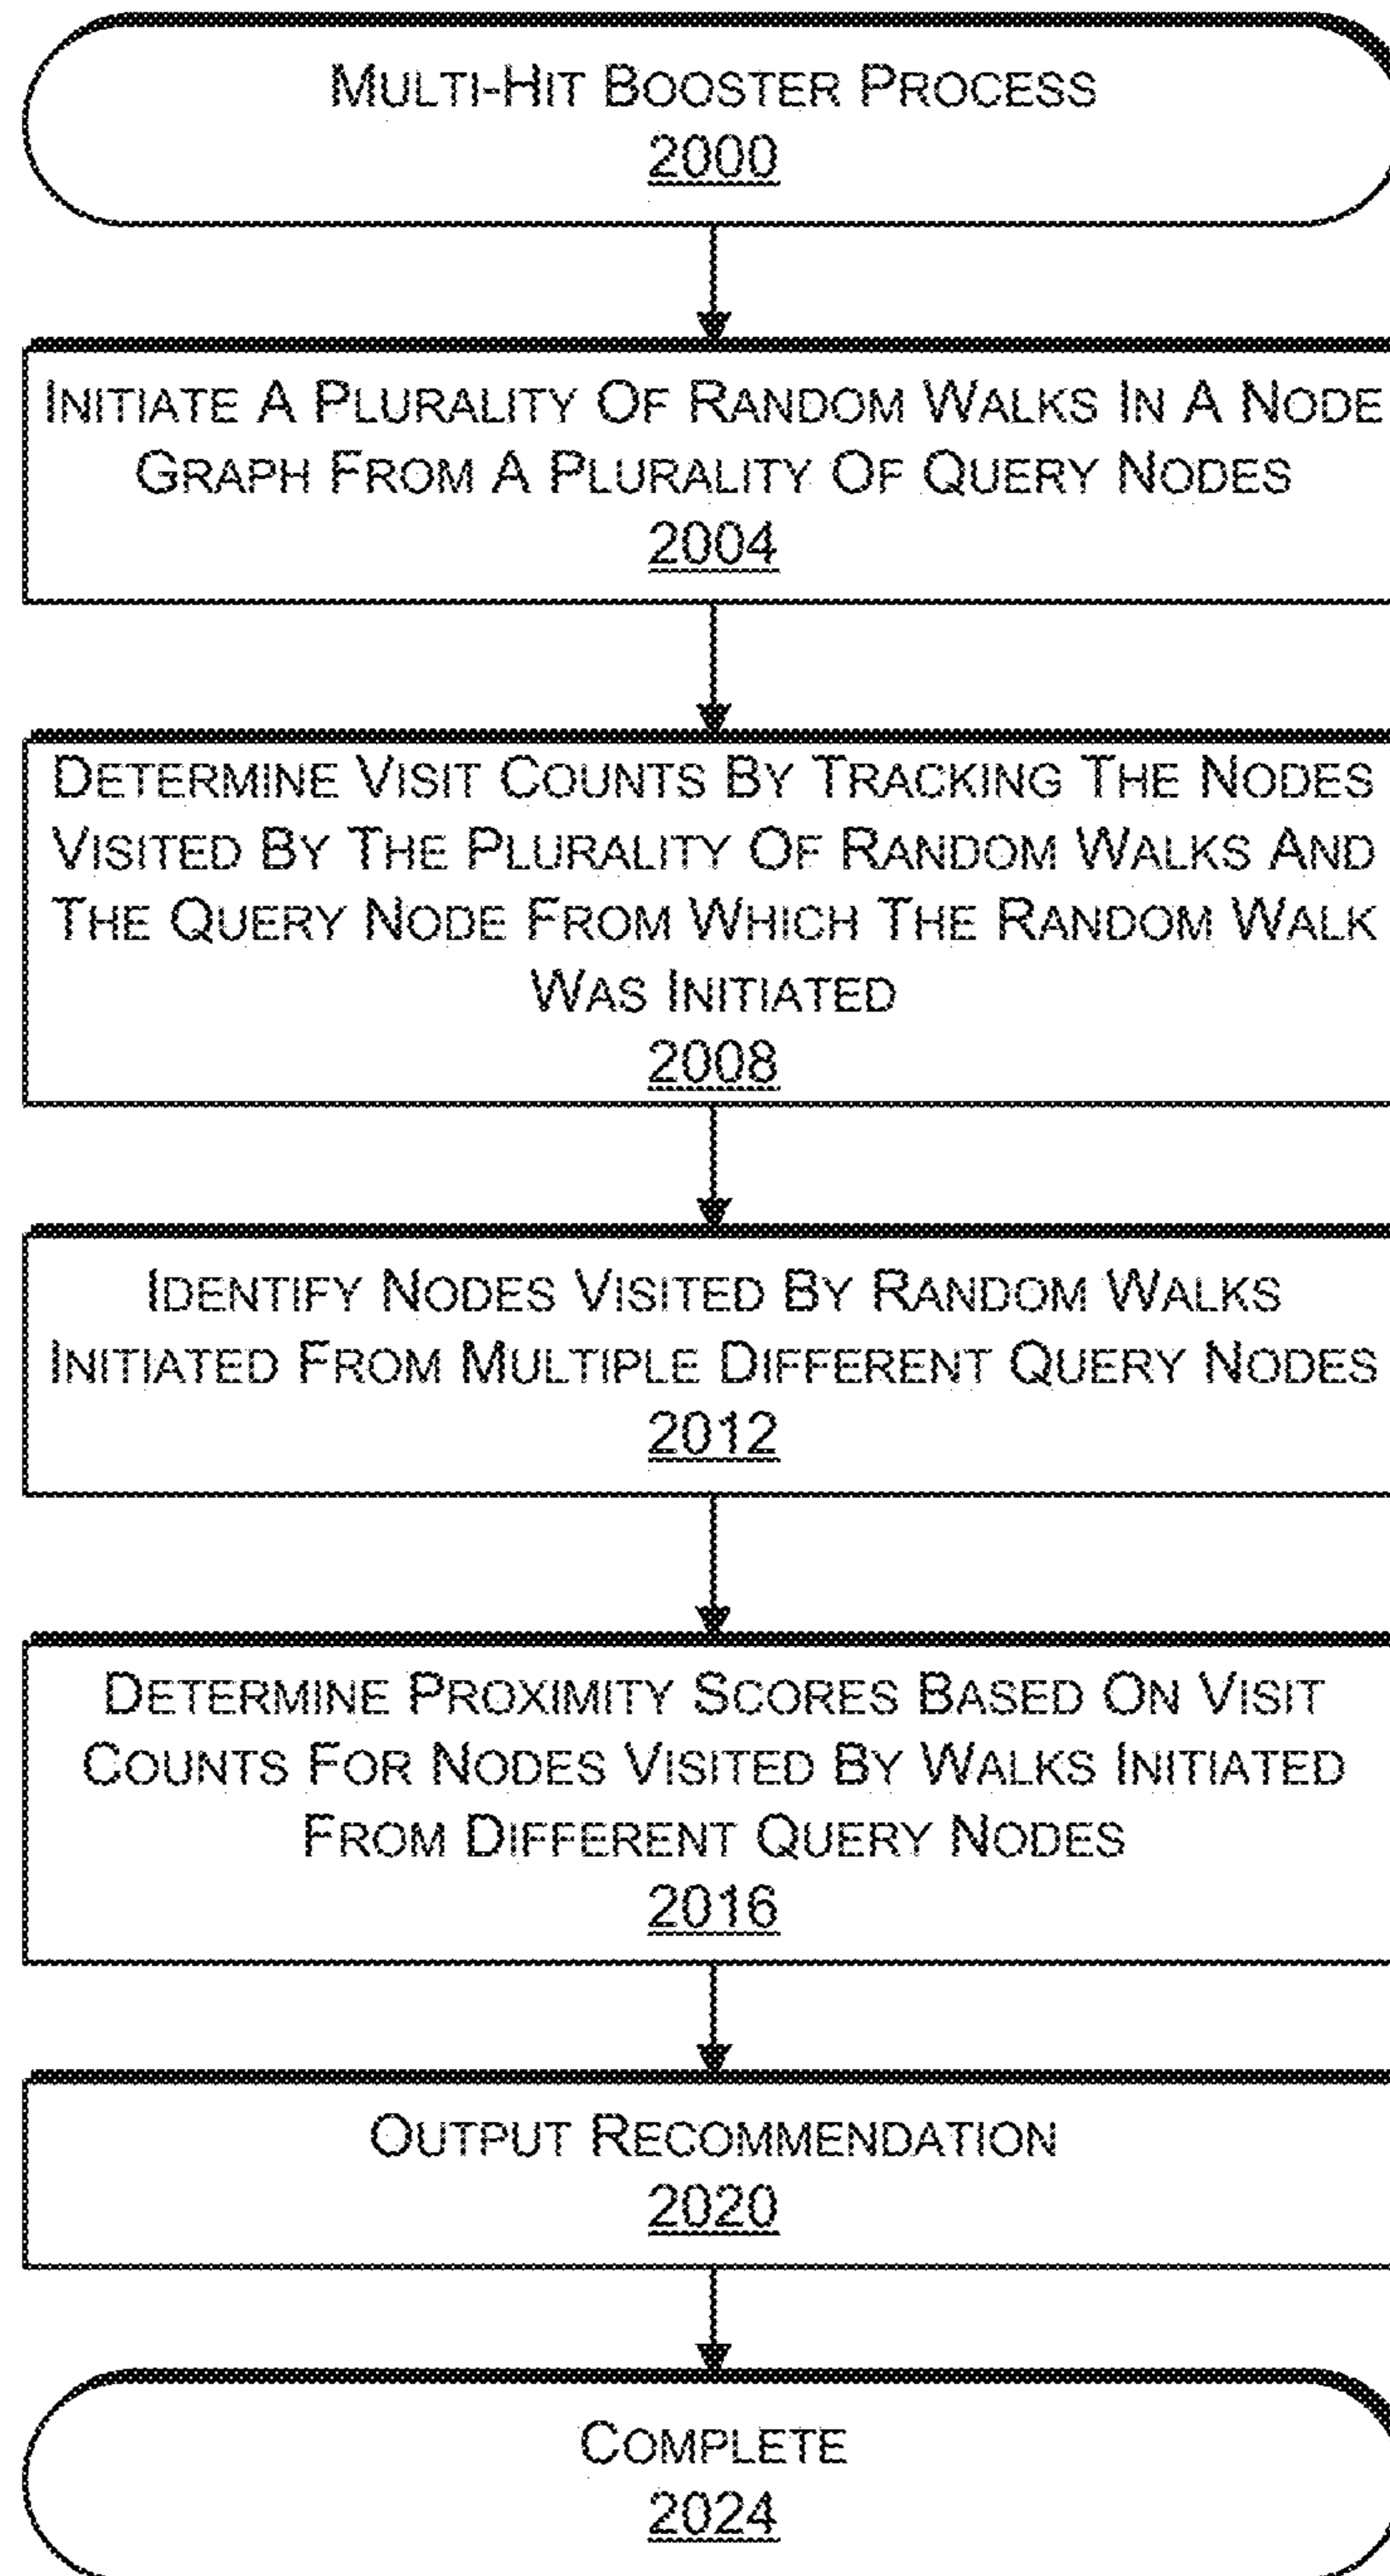 MULTI-HIT BOOSTER PROCESS
2000
INITIATE A PLURALITY OF RANDOM WALKS IN A NODE
GRAPH FROM A PLURALITY OF QUERY NODES
2004
DETERMINE VISIT COUNTS BY TRACKING THE NODES
VISITED BY THE PLURALITY OF RANDOM WALKS AND
THE QUERY NODE FROM WHICH THE RANDOM WALK
WAS INITIATED
2008
IDENTIFY NODES VISITED BY RANDOM WALKS
INITIATED FROM MULTIPLE DIFFERENT QUERY NODES
2012
DETERMINE PROXIMITY SCORES BASED ON VISIT
COUNTS FOR NODES VISITED BY WALKS INITIATED
FROM DIFFERENT QUERY NODES
2016
OUTPUT RECOMMENDATION
2020
COMPLETE
2024